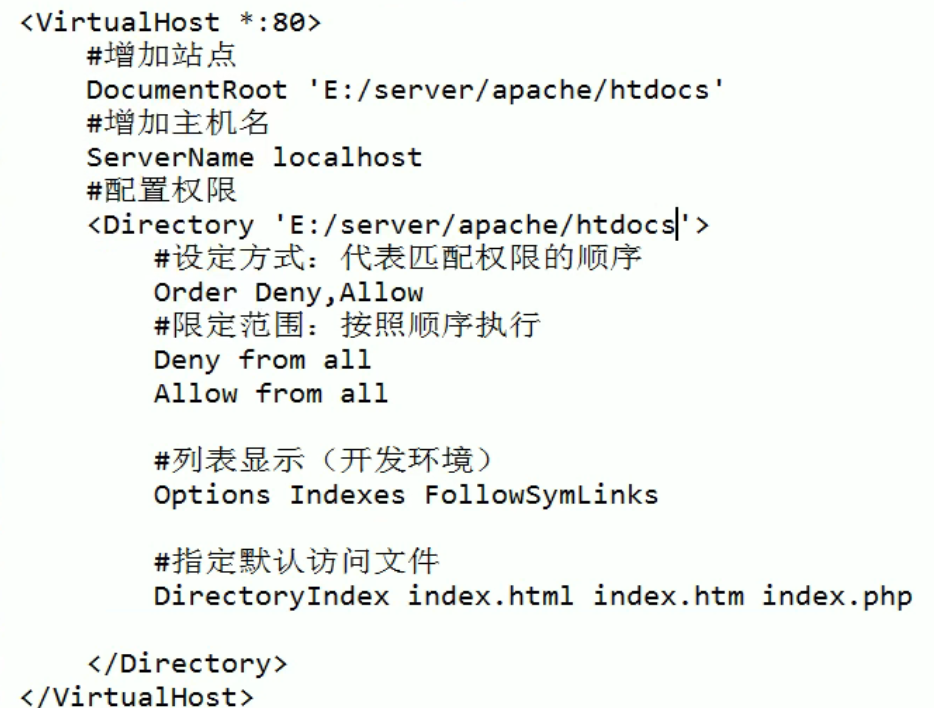 <VirtualHost *:80>
#增加站点
DocumentRoot 'E:/server/apache/htdocs'
#增加主机名
ServerName localhost
#配置权限
<Directory 'E:/server/apache/htdocs'>
#设定方式：代表匹配权限的顺序
Order Deny,Allow
#限定范围：按照顺序执行
Deny from all
Allow from all
#列表显示（开发环境）
Options Indexes FollowSymLinks
#指定默认访问文件
DirectoryIndex index.html index.htm index.php
</Directory>
</VirtualHost>